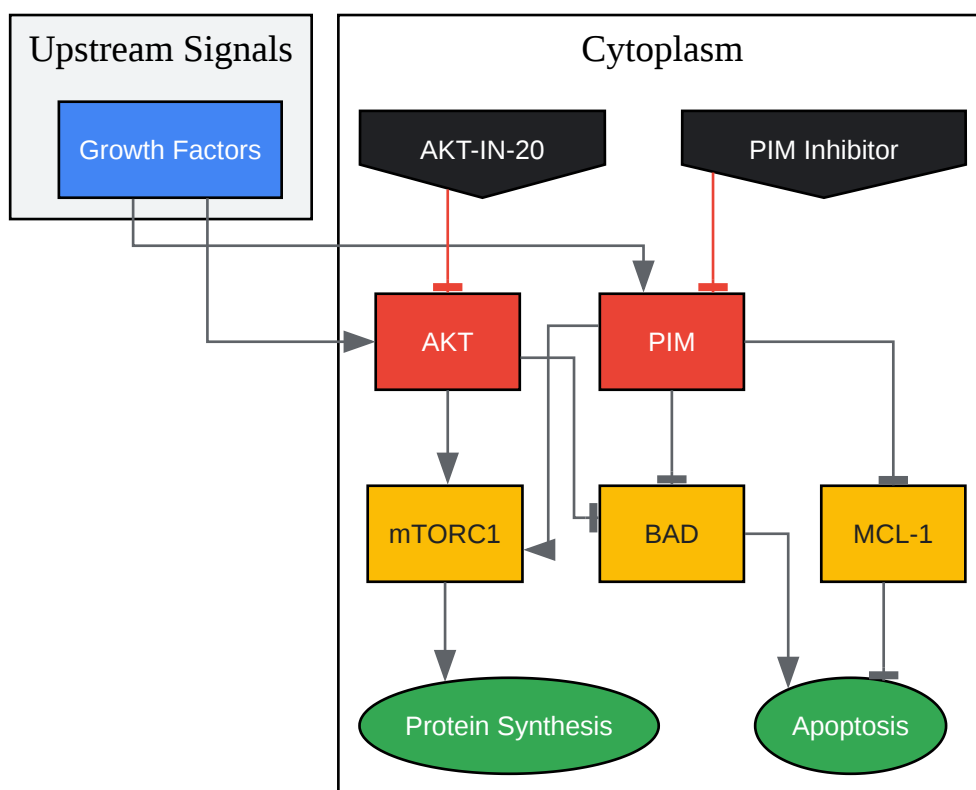 Upstream Signals
Cytoplasm
Growth Factors
AKT-IN-20
PIM Inhibitor
AKT
PIM
mTORC1
BAD
MCL-1
Protein Synthesis
Apoptosis